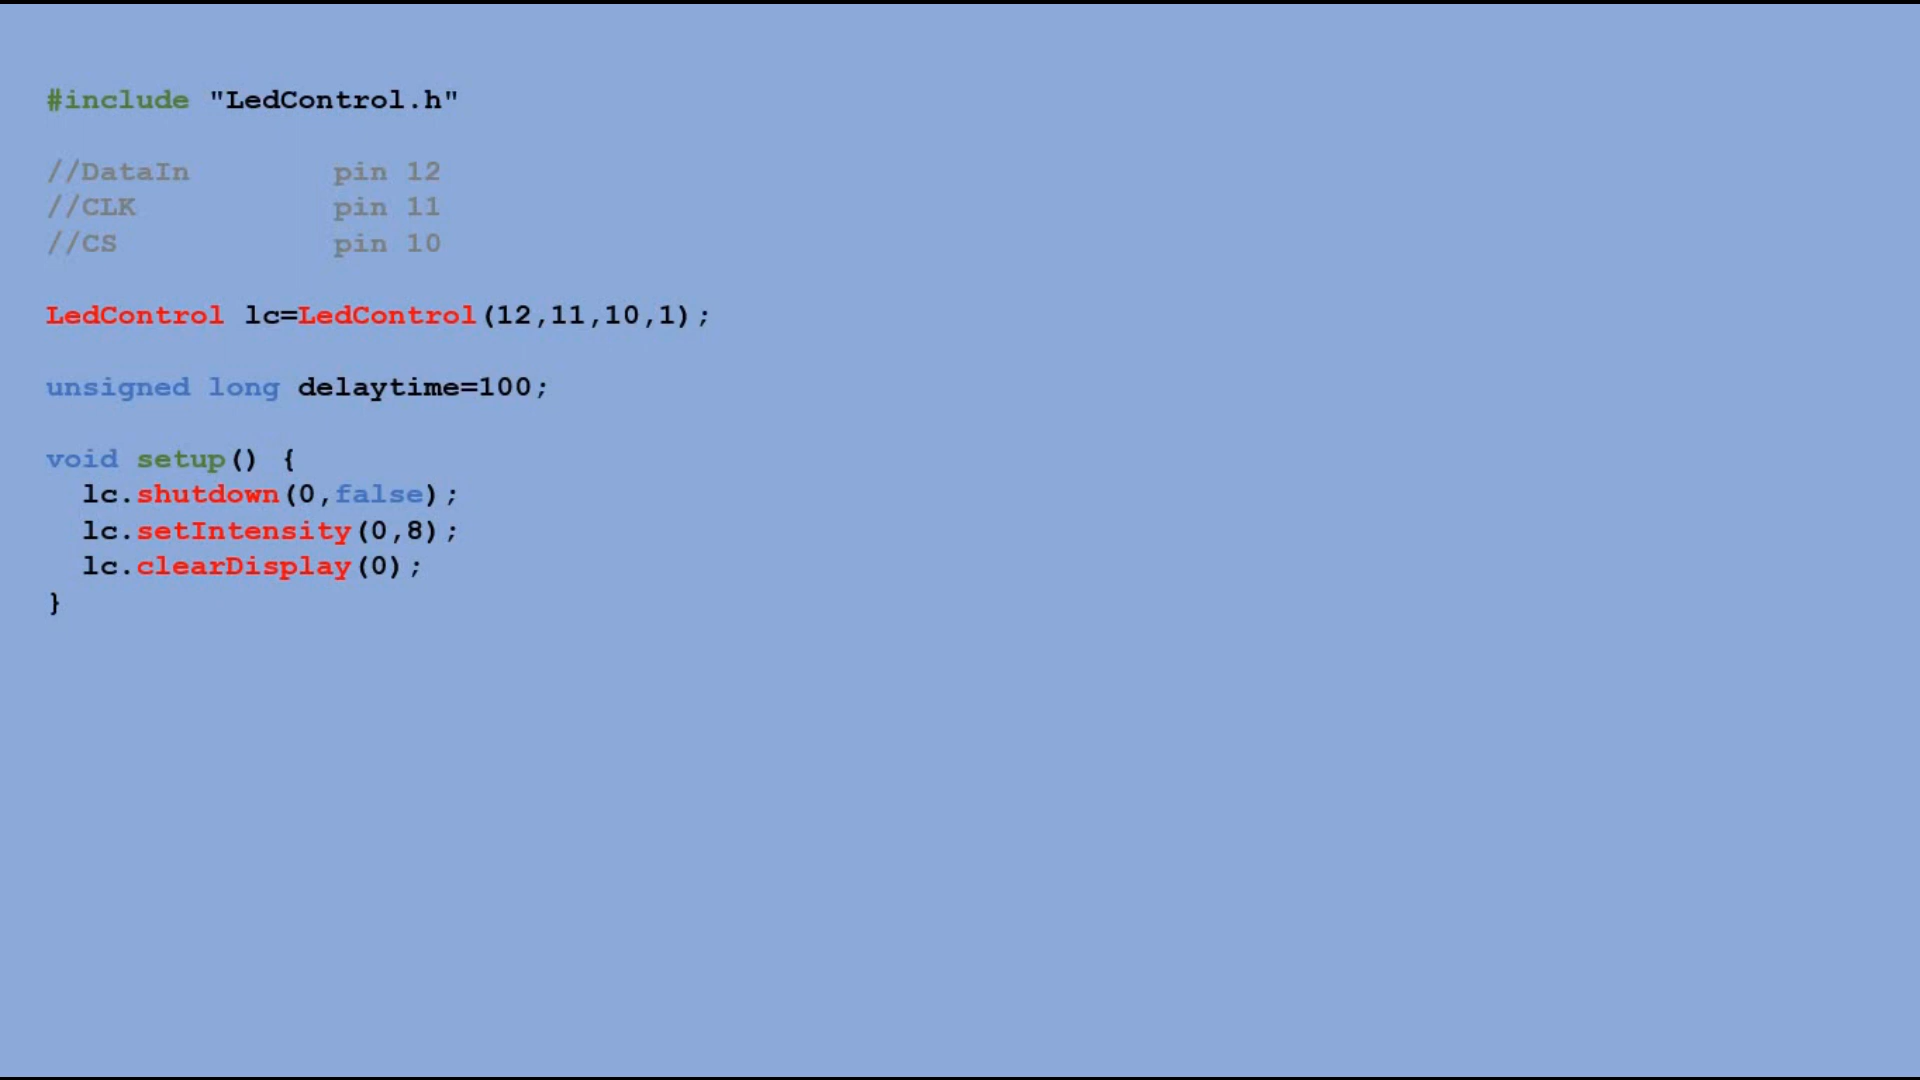 #include "LedControl.h"
//DataIn        pin 12
//CLK           pin 11
//CS            pin 10
LedControl lc=LedControl(12,11,10,1);
unsigned long delaytime=100;
void setup() {
  lc.shutdown(0,false);
  lc.setIntensity(0,8);
  lc.clearDisplay(0);
}